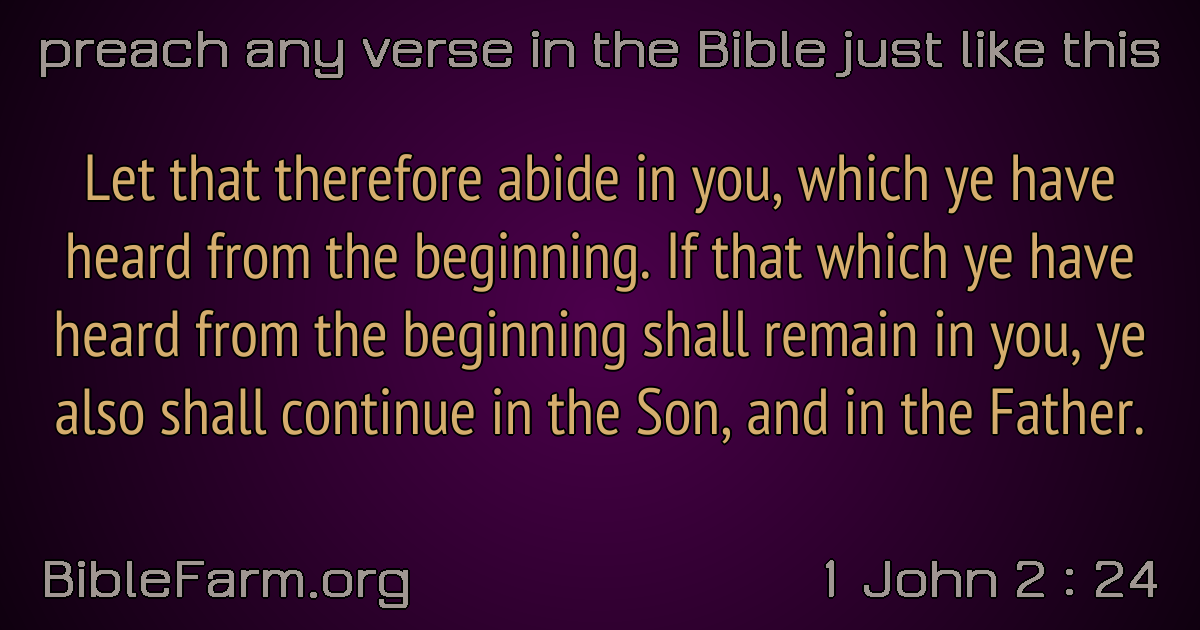 preach any verse in the Bible just like this
Let that therefore abide in you, which ye have
heard from the beginning. If that which ye have
heard from the beginning shall remain in you, ye
also shall continue in the Son, and in the Father.
BibleFarm.org
1 John 2 : 24